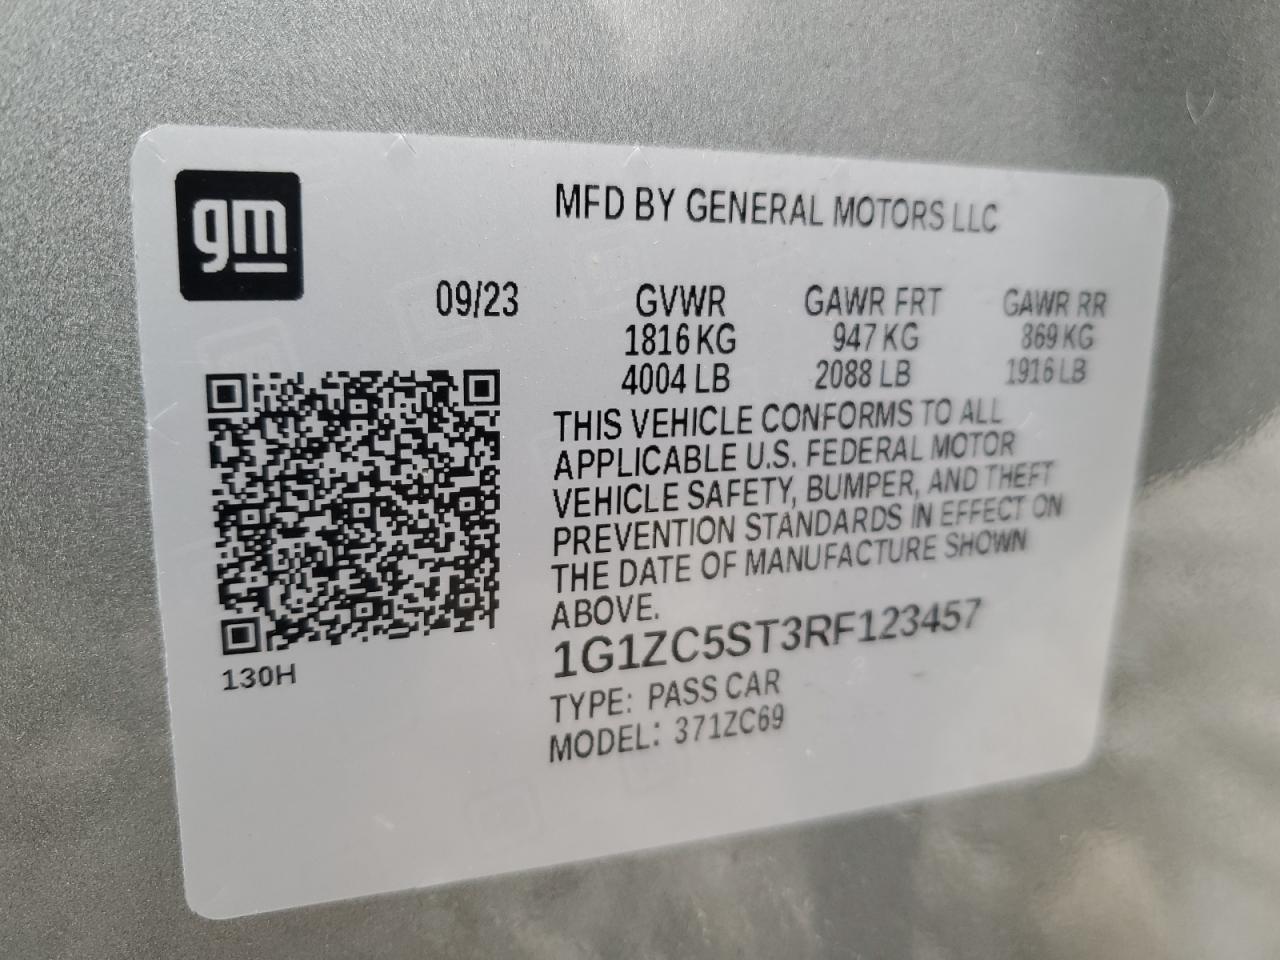 gm
MFD BY GENERAL MOTORS LLC
09/23 GVWR GAWR FRT GAWR RR
1816 KG 947 KG 869 KG
4004 LB 2088 LB 1916 LB
THIS VEHICLE CONFORMS TO ALL
APPLICABLE U.S. FEDERAL MOTOR
VEHICLE SAFETY, BUMPER, AND THEFT
PREVENTION STANDARDS IN EFFECT ON
THE DATE OF MANUFACTURE SHOWN
ABOVE.
1G1ZC5ST3RF123457
130H
TYPE: PASS CAR
MODEL: 371ZC69